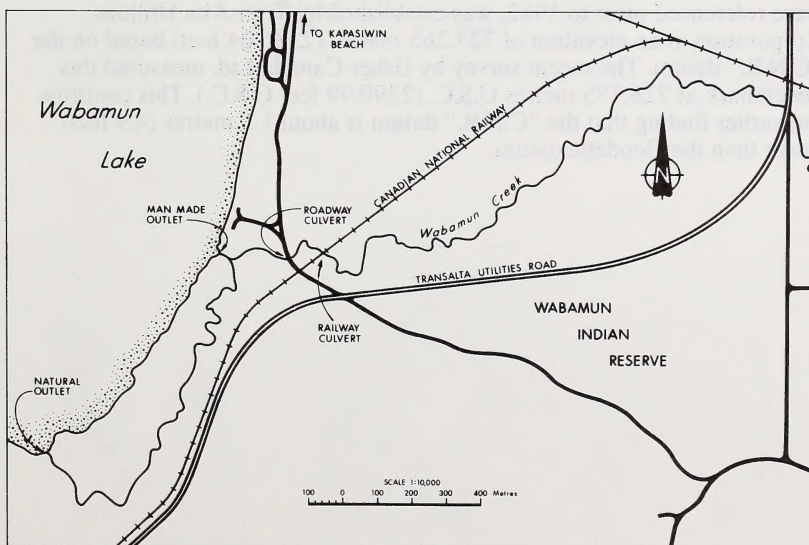 TO KAPASIWIN
BEACH
Wabamun
Lake
CANADIAN NATIONAL RAILWAY
MAN MADE
OUTLET
ROADWAY
CULVERT
Wabamun Creek
N
TRANSALTA UTILITIES ROAD
RAILWAY
CULVERT
WABAMUN
INDIAN
RESERVE
NATURAL
OUTLET
SCALE 1:10,000
100 0 100 200 300 400 Metres